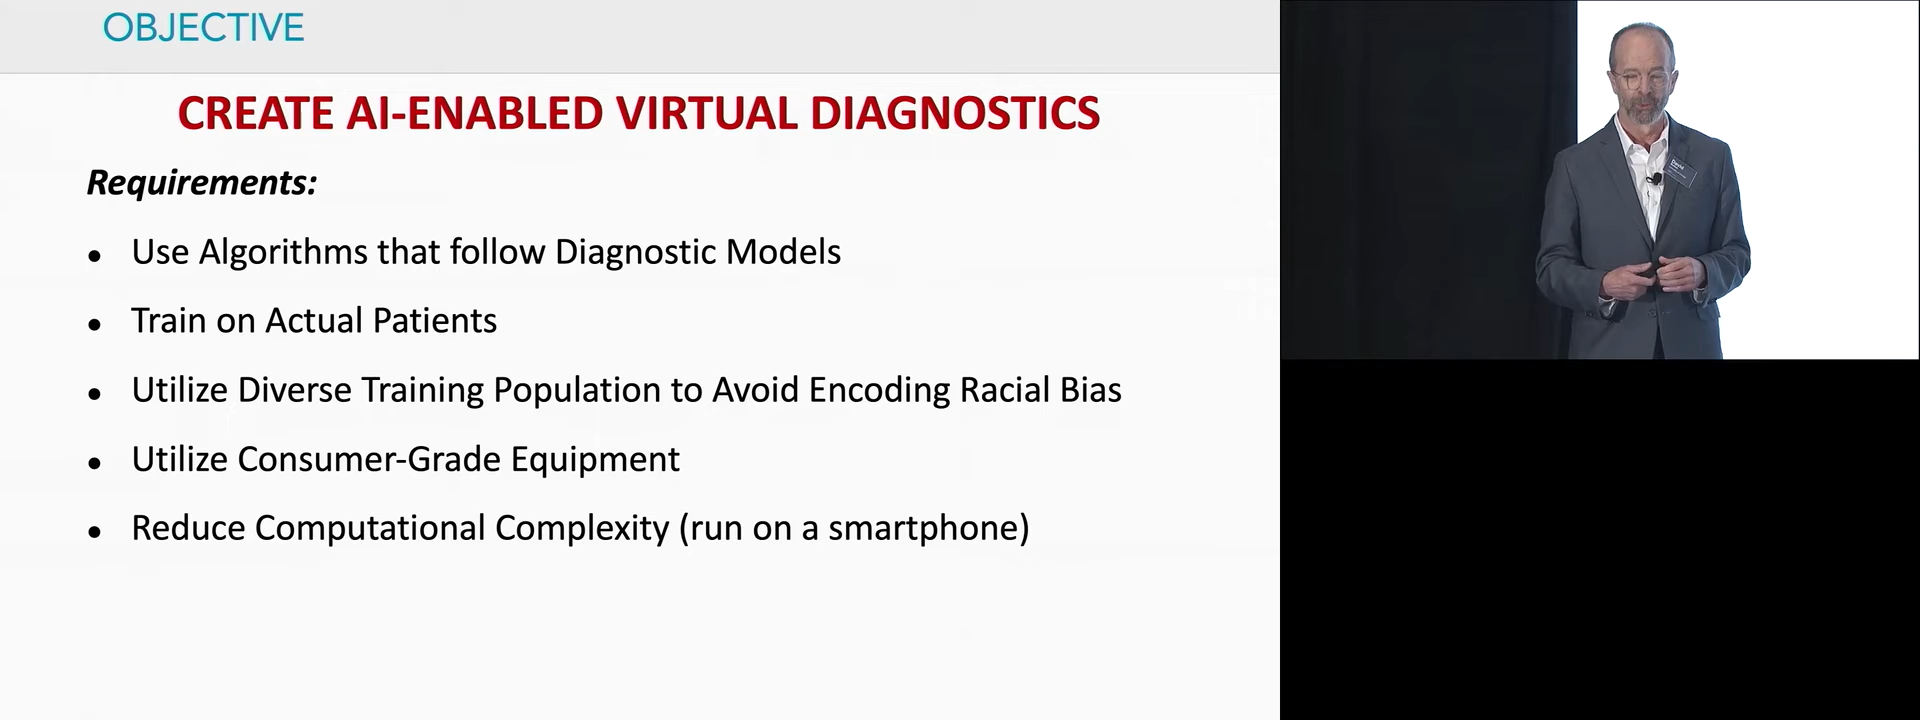 OBJECTIVE
CREATE AI-ENABLED VIRTUAL DIAGNOSTICS
Requirements:
• Use Algorithms that follow Diagnostic Models
• Train on Actual Patients
• Utilize Diverse Training Population to Avoid Encoding Racial Bias
• Utilize Consumer-Grade Equipment
• Reduce Computational Complexity (run on a smartphone)
David